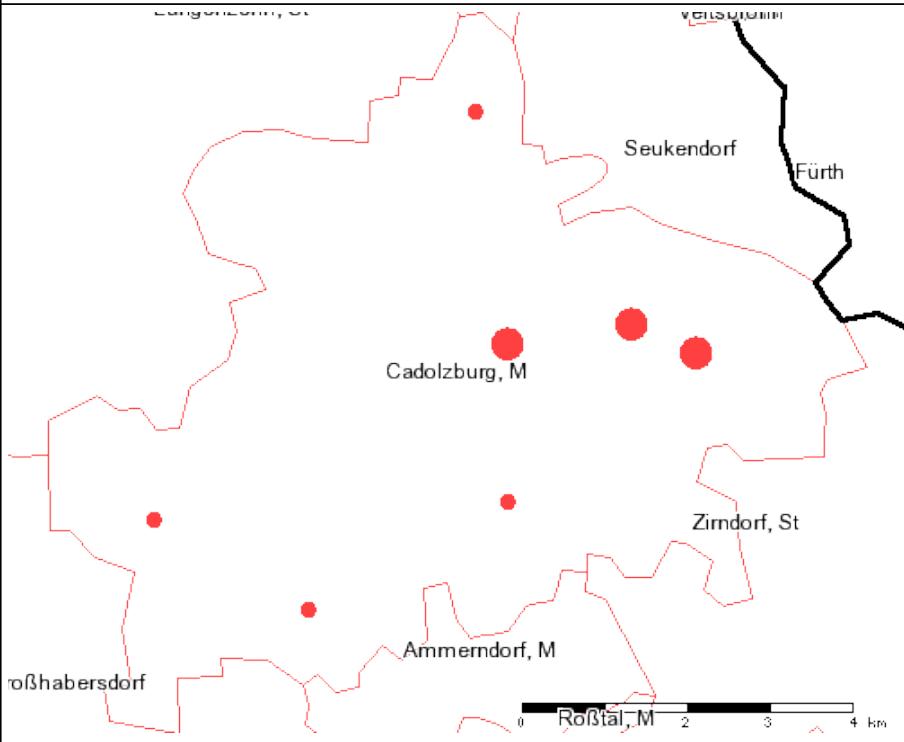 Seukendorf
Fürth
Cadolzburg, M
Zirndorf, St
Ammerndorf, M
roßhabersdorf
Roßtal, M
0 2 3 4 km